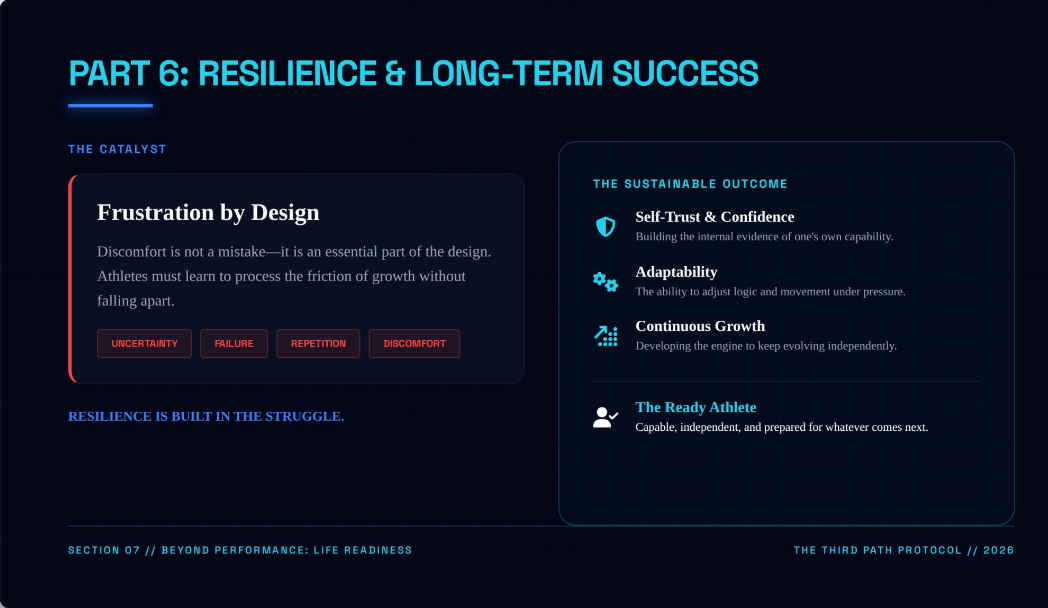 PART 6: RESILIENCE & LONG-TERM SUCCESS
THE CATALYST
Frustration by Design
Discomfort is not a mistake—it is an essential part of the design.
Athletes must learn to process the friction of growth without
falling apart.
UNCERTAINTY
FAILURE
REPETITION
DISCOMFORT
RESILIENCE IS BUILT IN THE STRUGGLE.
THE SUSTAINABLE OUTCOME
Self-Trust & Confidence
Building the internal evidence of one's own capability.
Adaptability
The ability to adjust logic and movement under pressure.
Continuous Growth
Developing the engine to keep evolving independently.
The Ready Athlete
Capable, independent, and prepared for whatever comes next.
SECTION 07 // BEYOND PERFORMANCE: LIFE READINESS
THE THIRD PATH PROTOCOL // 2026